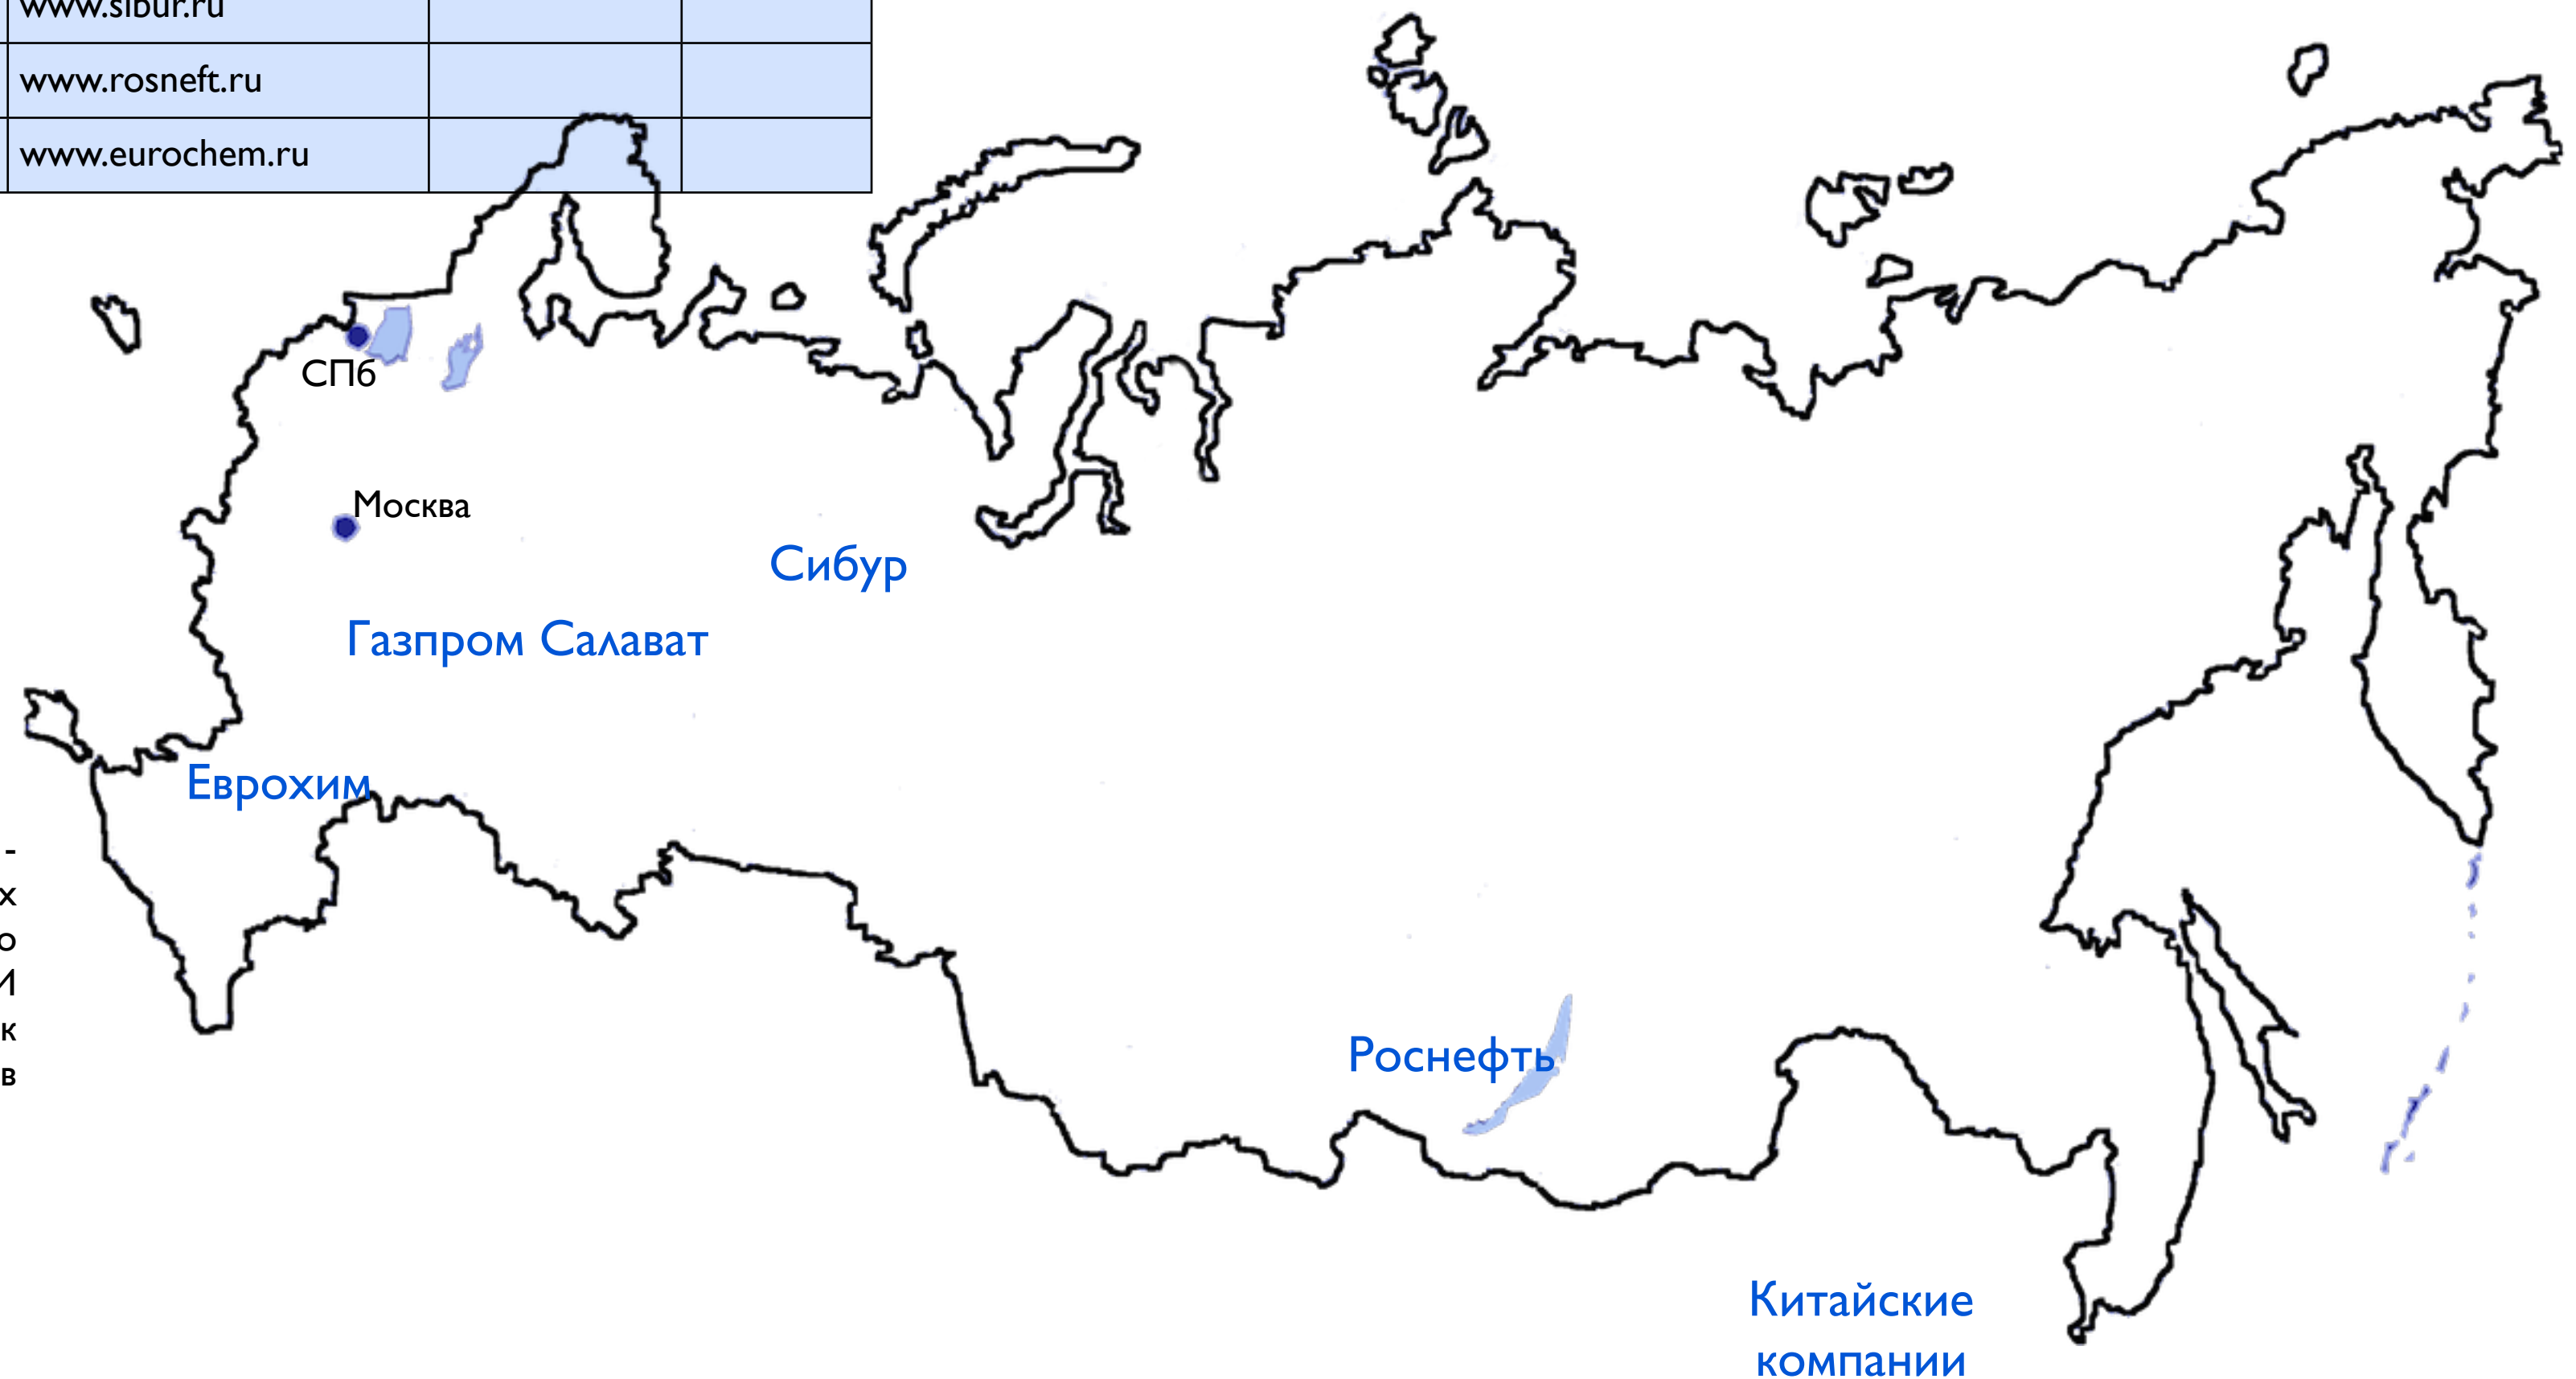 www.sibur.ru
www.rosneft.ru
www.eurochem.ru
СПб
Москва
Сибур
Газпром Салават
Еврохим
-
х
о
И
к
в
Роснефть
Китайские
компании